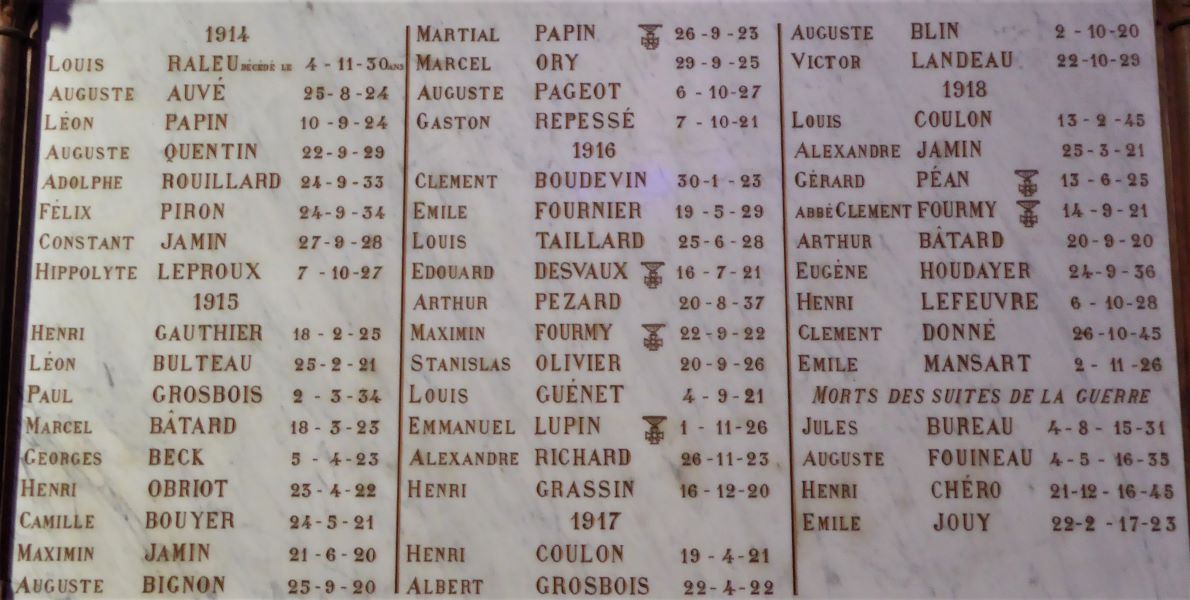 1914
LOUIS RALEU DÉCÉDÉ LE 4-11-30 ANS
AUGUSTE AUVÉ 25-8-24
LÉON PAPIN 10-9-24
AUGUSTE QUENTIN 22-9-29
ADOLPHE ROUILLARD 24-9-33
FÉLIX PIRON 24-9-34
CONSTANT JAMIN 27-9-28
HIPPOLYTE LEPROUX 7-10-27
1915
HENRI GAUTHIER 18-2-25
LÉON BULTEAU 25-2-21
PAUL GROSBOIS 2-3-34
MARCEL BÂTARD 18-3-23
GEORGES BECK 5-4-23
HENRI OBRIOT 23-4-22
CAMILLE BOUYER 24-5-21
MAXIMIN JAMIN 21-6-20
AUGUSTE BIGNON 25-9-20
MARTIAL PAPIN 26-9-23
MARCEL ORY 29-9-25
AUGUSTE PAGEOT 6-10-27
GASTON REPESSÉ 7-10-21
1916
CLEMENT BOUDEVIN 30-1-23
EMILE FOURNIER 19-5-29
LOUIS TAILLARD 25-6-28
EDOUARD DESVAUX 16-7-21
ARTHUR PEZARD 20-8-37
MAXIMIN FOURMY 22-9-22
STANISLAS OLIVIER 20-9-26
LOUIS GUÉNET 4-9-21
EMMANUEL LUPIN 1-11-26
ALEXANDRE RICHARD 26-11-23
HENRI GRASSIN 16-12-20
1917
HENRI COULON 19-4-21
ALBERT GROSBOIS 22-4-22
AUGUSTE BLIN 2-10-20
VICTOR LANDEAU 22-10-29
1918
LOUIS COULON 13-2-45
ALEXANDRE JAMIN 25-3-21
GÉRARD PÉAN 13-6-25
ABBÉ CLEMENT FOURMY 14-9-21
ARTHUR BÂTARD 20-9-20
EUGÈNE HOUDAYER 24-9-36
HENRI LEFEUVRE 6-10-28
CLEMENT DONNÉ 26-10-45
EMILE MANSART 2-11-26
MORTS DES SUITES DE LA GUERRE
JULES BUREAU 4-8-15-31
AUGUSTE FOUINEAU 4-5-16-35
HENRI CHÉRO 21-12-16-45
EMILE JOUY 22-2-17-23